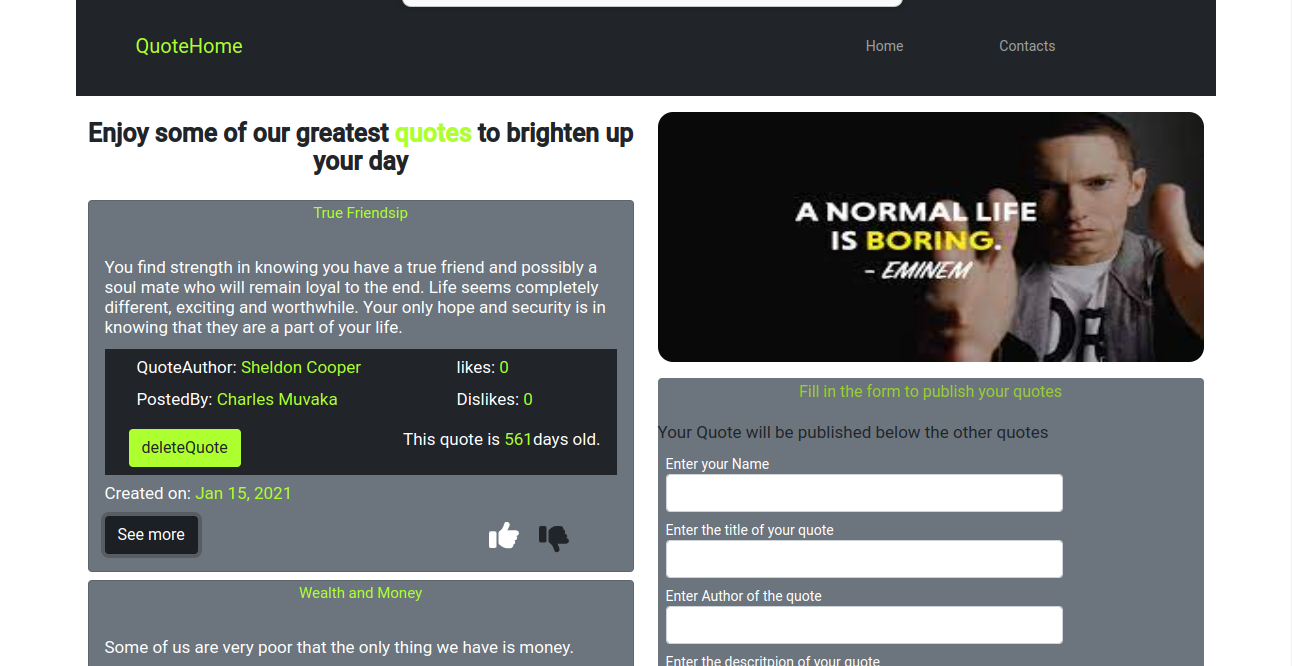 QuoteHome
Home
Contacts
Enjoy some of our greatest quotes to brighten up
your day
True Friendsip
You find strength in knowing you have a true friend and possibly a
soul mate who will remain loyal to the end. Life seems completely
different, exciting and worthwhile. Your only hope and security is in
knowing that they are a part of your life.
QuoteAuthor: Sheldon Cooper
likes: 0
PostedBy: Charles Muvaka
Dislikes: 0
deleteQuote
This quote is 561days old.
Created on: Jan 15, 2021
See more
Wealth and Money
Some of us are very poor that the only thing we have is money.
A NORMAL LIFE
IS BORING.
- EMINEM
Fill in the form to publish your quotes
Your Quote will be published below the other quotes
Enter your Name
Enter the title of your quote
Enter Author of the quote
Enter the descritpion of your quote